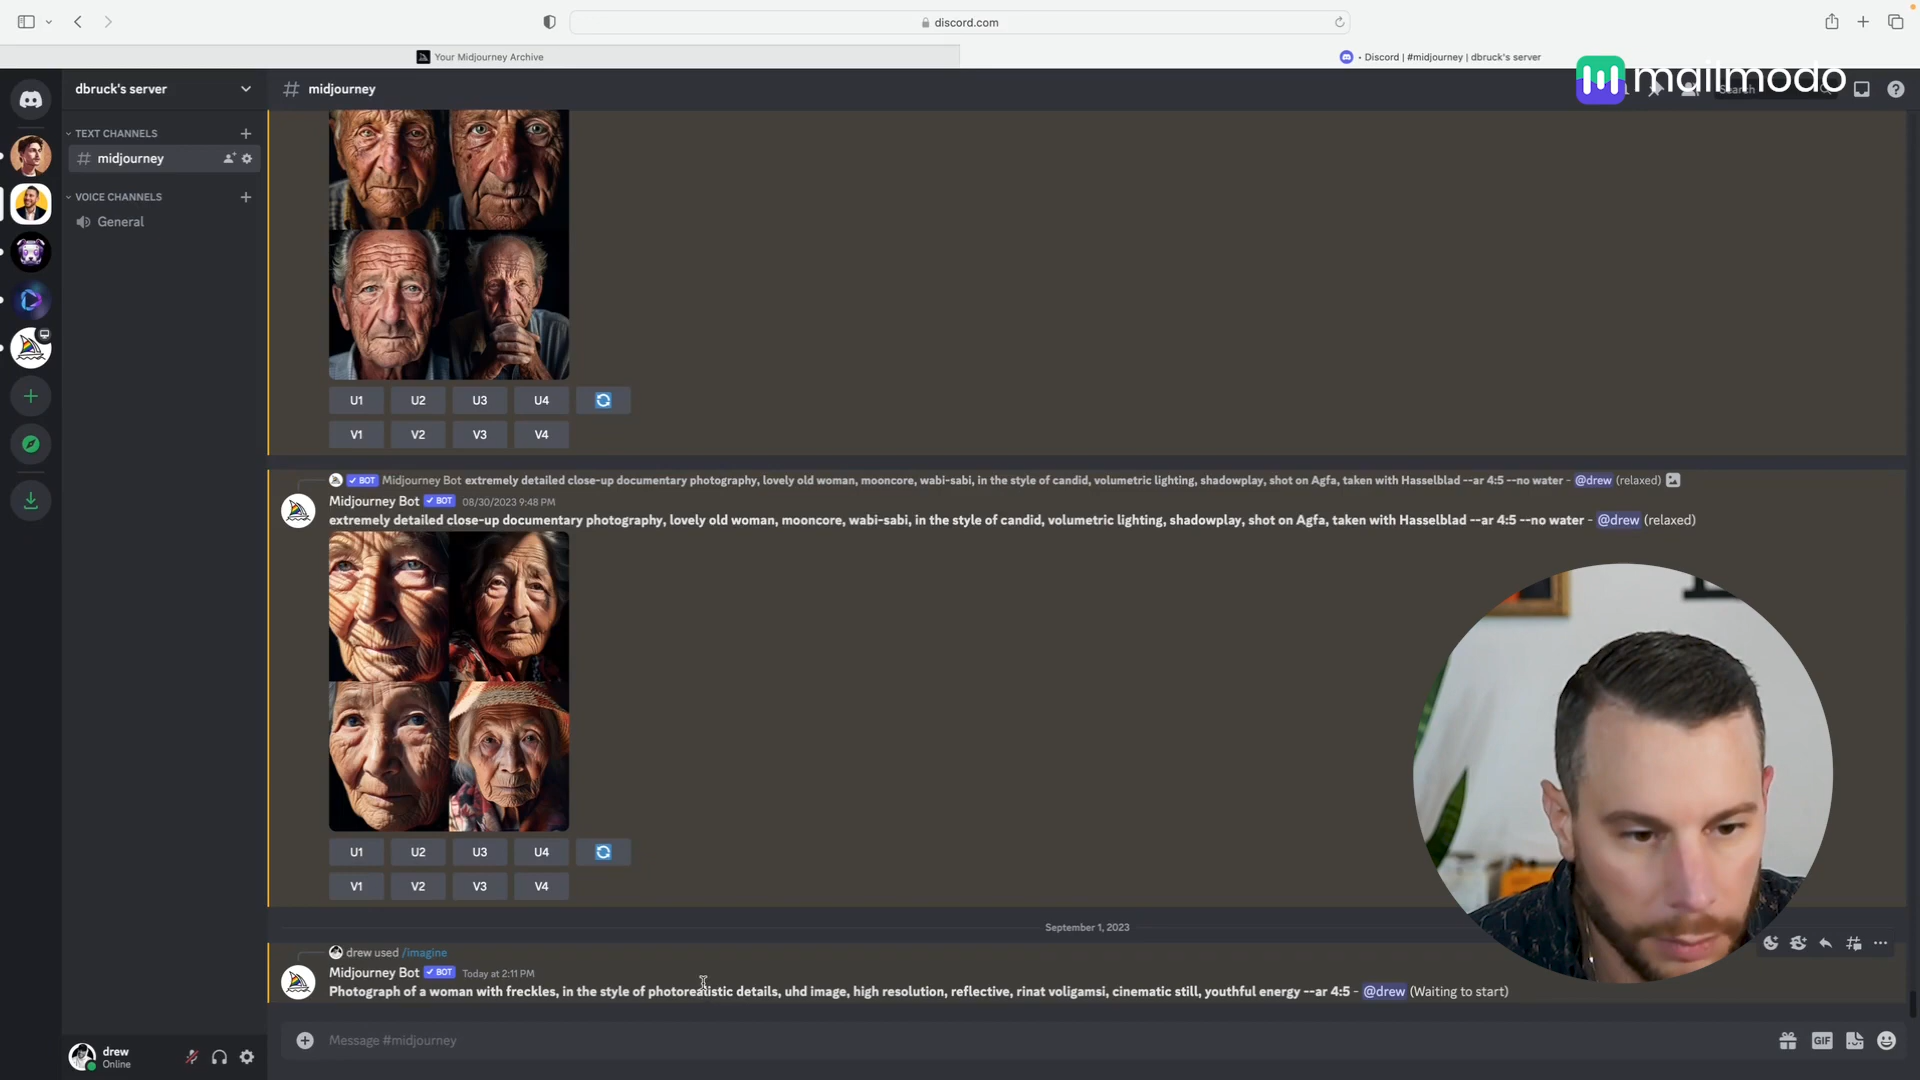 discord.com
Your Midjourney Archive
• Discord | #midjourney | dbruck's server
mailmodo
dbruck's server
midjourney
Search
TEXT CHANNELS
midjourney
VOICE CHANNELS
General
U1 U2 U3 U4
V1 V2 V3 V4
BOT Midjourney Bot extremely detailed close-up documentary photography, lovely old woman, mooncore, wabi-sabi, in the style of candid, volumetric lighting, shadowplay, shot on Agfa, taken with Hasselblad --ar 4:5 --no water - @drew (relaxed)
Midjourney Bot BOT 08/30/2023 9:48 PM
extremely detailed close-up documentary photography, lovely old woman, mooncore, wabi-sabi, in the style of candid, volumetric lighting, shadowplay, shot on Agfa, taken with Hasselblad --ar 4:5 --no water - @drew (relaxed)
U1 U2 U3 U4
V1 V2 V3 V4
September 1, 2023
drew used /imagine
Midjourney Bot BOT Today at 2:11 PM
Photograph of a woman with freckles, in the style of photorealistic details, uhd image, high resolution, reflective, rinat voligamsi, cinematic still, youthful energy --ar 4:5 - @drew (Waiting to start)
Message #midjourney
GIF
drew
Online